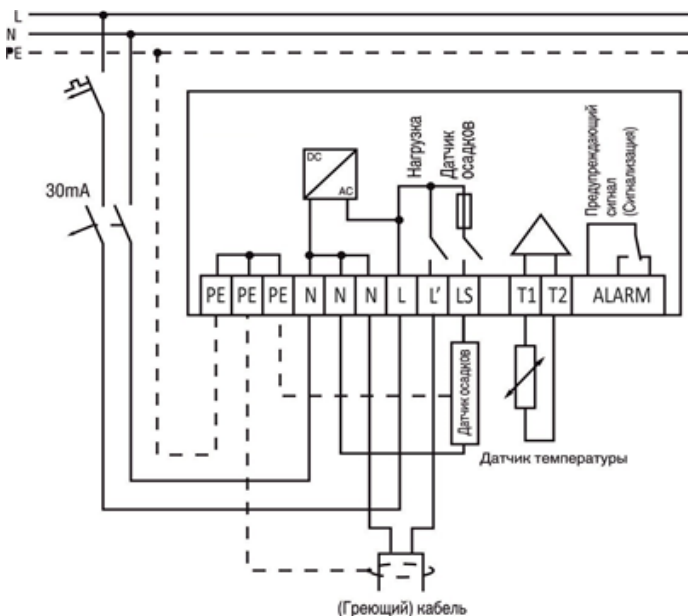 L
N
PE
30mA
DC
AC
Нагрузка
Датчик
осадков
Предупреждающий
сигнал
(Сигнализация)
PE PE PE N N N L L' LS T1 T2 ALARM
Датчик осадков
Датчик температуры
(Греющий) кабель